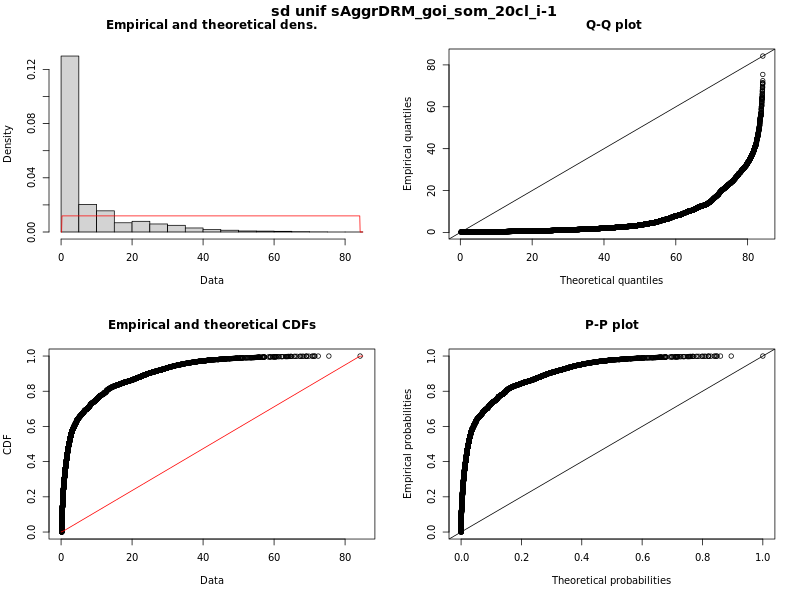 sd unif sAggrDRM_goi_som_20cl_i-1
Empirical and theoretical dens.
Density
0.00 0.04 0.08 0.12
0 20 40 60 80
Data
Q-Q plot
Empirical quantiles
0 20 40 60 80
0 20 40 60 80
Theoretical quantiles
Empirical and theoretical CDFs
CDF
0.0 0.2 0.4 0.6 0.8 1.0
0 20 40 60 80
Data
P-P plot
Empirical probabilities
0.0 0.2 0.4 0.6 0.8 1.0
0.0 0.2 0.4 0.6 0.8 1.0
Theoretical probabilities